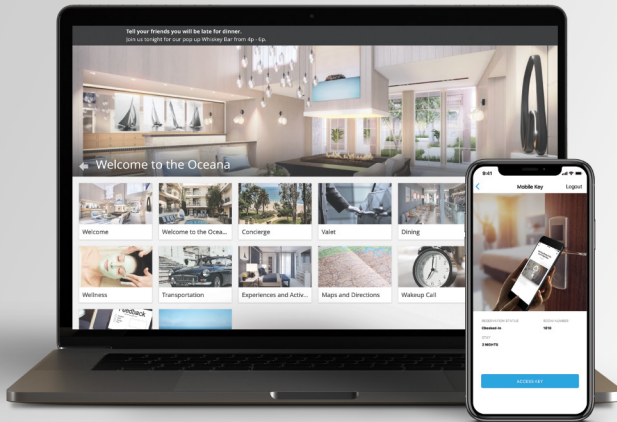 Tell your friends you will be late for dinner.
Join us tonight for our pop up Whiskey Bar from 4p - 6p.
Welcome to the Oceana
Welcome
Welcome to the Ocea...
Concierge
Valet
Dining
Wellness
Transportation
Experiences and Activ...
Maps and Directions
Wakeup Call
Feedback
9:41
Mobile Key
Logout
RESERVATION STATUS
ROOM NUMBER
Checked In
1010
STAY
2 NIGHTS
ACCESS KEY